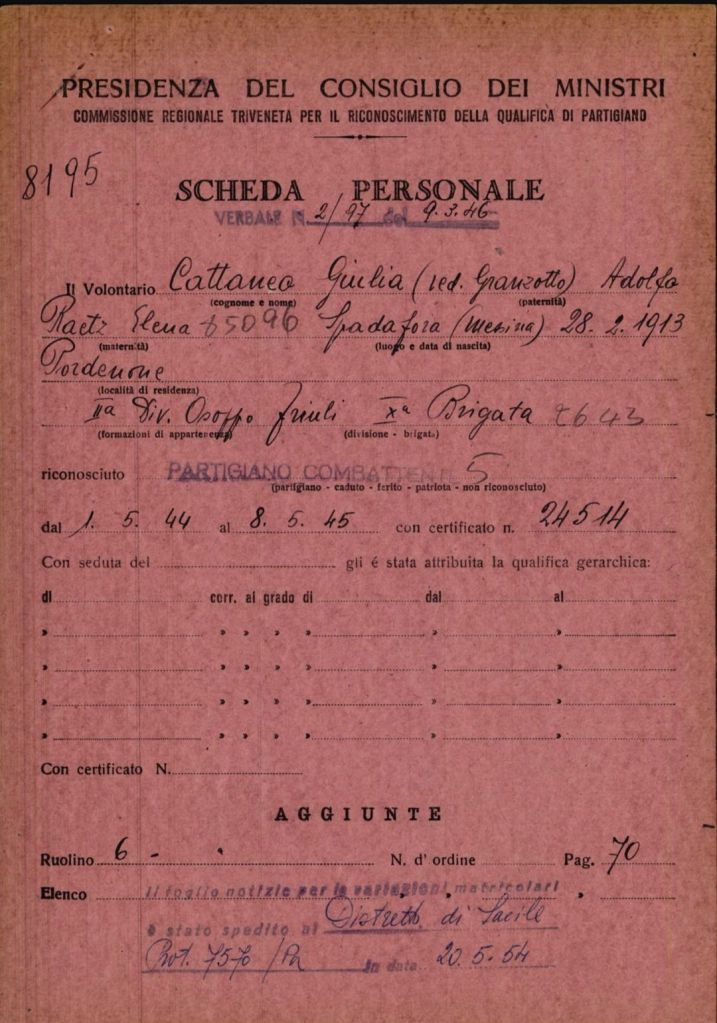 PRESIDENZA DEL CONSIGLIO DEI MINISTRI
COMMISSIONE REGIONALE TRIVENETA PER IL RICONOSCIMENTO DELLA QUALIFICA DI PARTIGIANO
8195
SCHEDA PERSONALE
VERBALE N. 2/97 del 9.3.46
Il Volontario Cattaneo Giulia (ved. Granzotto) Adolfo
(cognome e nome) (paternità)
Raetz Elena 85096 Spadafora (Messina) 28.2.1913
(maternità) (luogo e data di nascita)
Pordenone
(località di residenza)
IIa Div. Osoppo Friuli Xa Brigata 2643
(formazioni di appartenenza) (divisione - brigata)
riconosciuto PARTIGIANO COMBATTENTE 5
(partigiano - caduto - ferito - patriota - non riconosciuto)
dal 1. 5. 44 al 8. 5. 45 con certificato n. 24514
Con seduta del gli é stata attribuita la qualifica gerarchica:
di corr. al grado di dal al
» » » » » »
» » » » » »
» » » » » »
» » » » » »
Con certificato N.
AGGIUNTE
Ruolino 6 - N. d'ordine Pag. 70
Elenco Il foglio notizie per le variazioni matricolari
è stato spedito al Distretto di Sacile
Prot. 7570 in data 20.5.54